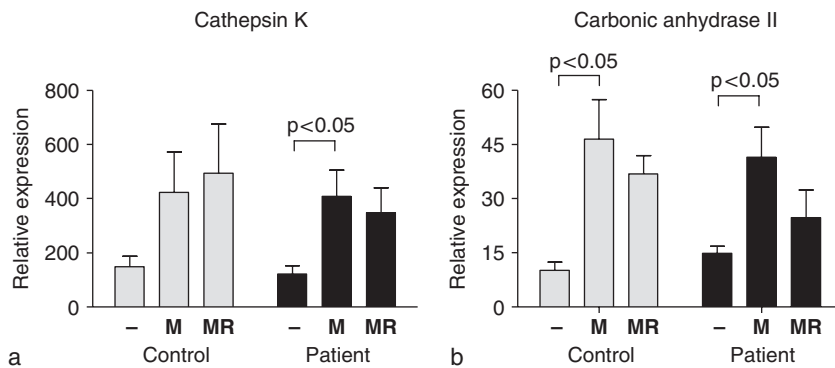 Cathepsin K
Relative expression
800
600
400
200
0
p<0.05
– M MR – M MR
Control Patient
a
Carbonic anhydrase II
Relative expression
60
45
30
15
0
p<0.05
p<0.05
– M MR – M MR
Control Patient
b